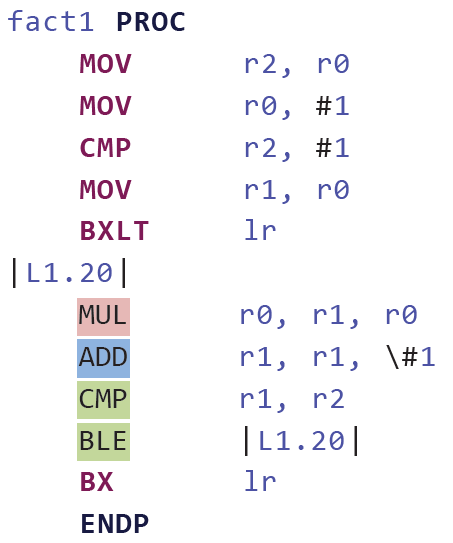 fact1 PROC
MOV r2, r0
MOV r0, #1
CMP r2, #1
MOV r1, r0
BXLT lr
|L1.20|
MUL r0, r1, r0
ADD r1, r1, \#1
CMP r1, r2
BLE |L1.20|
BX lr
ENDP